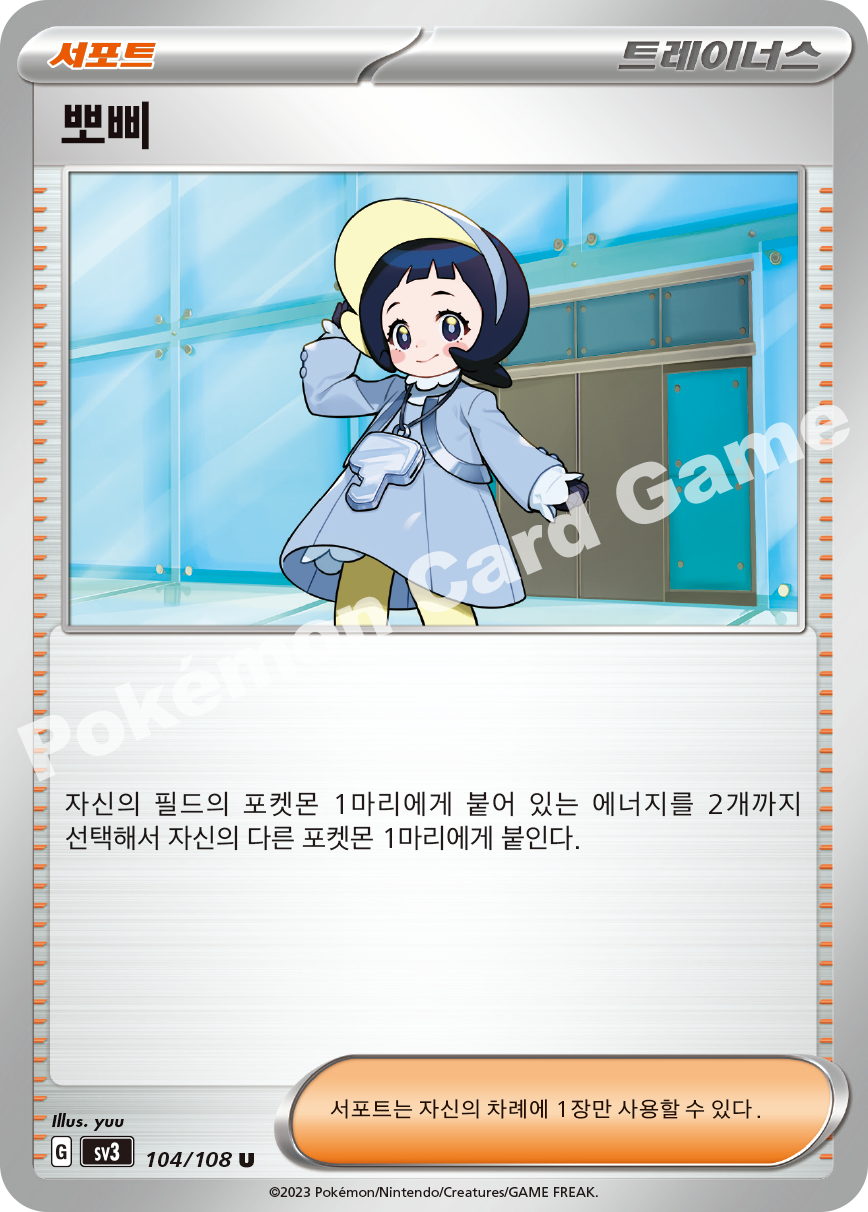 서포트
트레이너스
뽀삐
Pokémon Card Game
자신의 필드의 포켓몬 1마리에게 붙어 있는 에너지를 2개까지
선택해서 자신의 다른 포켓몬 1마리에게 붙인다.
서포트는 자신의 차례에 1장만 사용할 수 있다.
Illus. yuu
G sv3 104/108 U
©2023 Pokémon/Nintendo/Creatures/GAME FREAK.